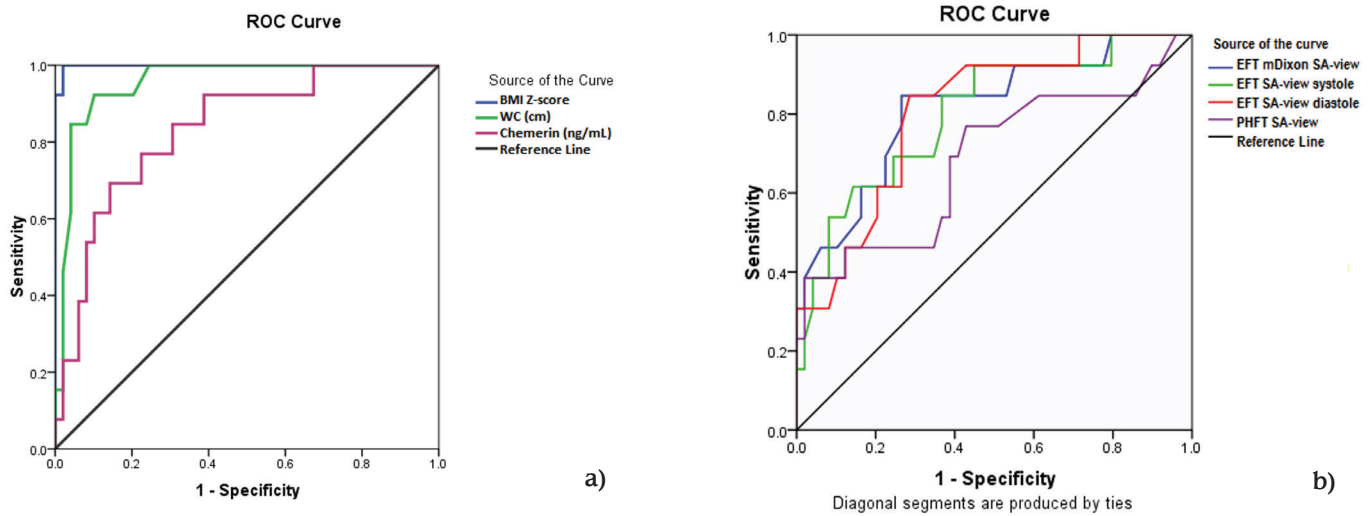 ROC Curve
1.0
0.8
0.6
0.4
0.2
0.0
Sensitivity
0.0 0.2 0.4 0.6 0.8 1.0
1 - Specificity
Source of the Curve
BMI Z-score
WC (cm)
Chemerin (ng/mL)
Reference Line
a)
ROC Curve
1.0
0.8
0.6
0.4
0.2
0.0
Sensitivity
0.0 0.2 0.4 0.6 0.8 1.0
1 - Specificity
Diagonal segments are produced by ties
Source of the curve
EFT mDixon SA-view
EFT SA-view systole
EFT SA-view diastole
PHFT SA-view
Reference Line
b)